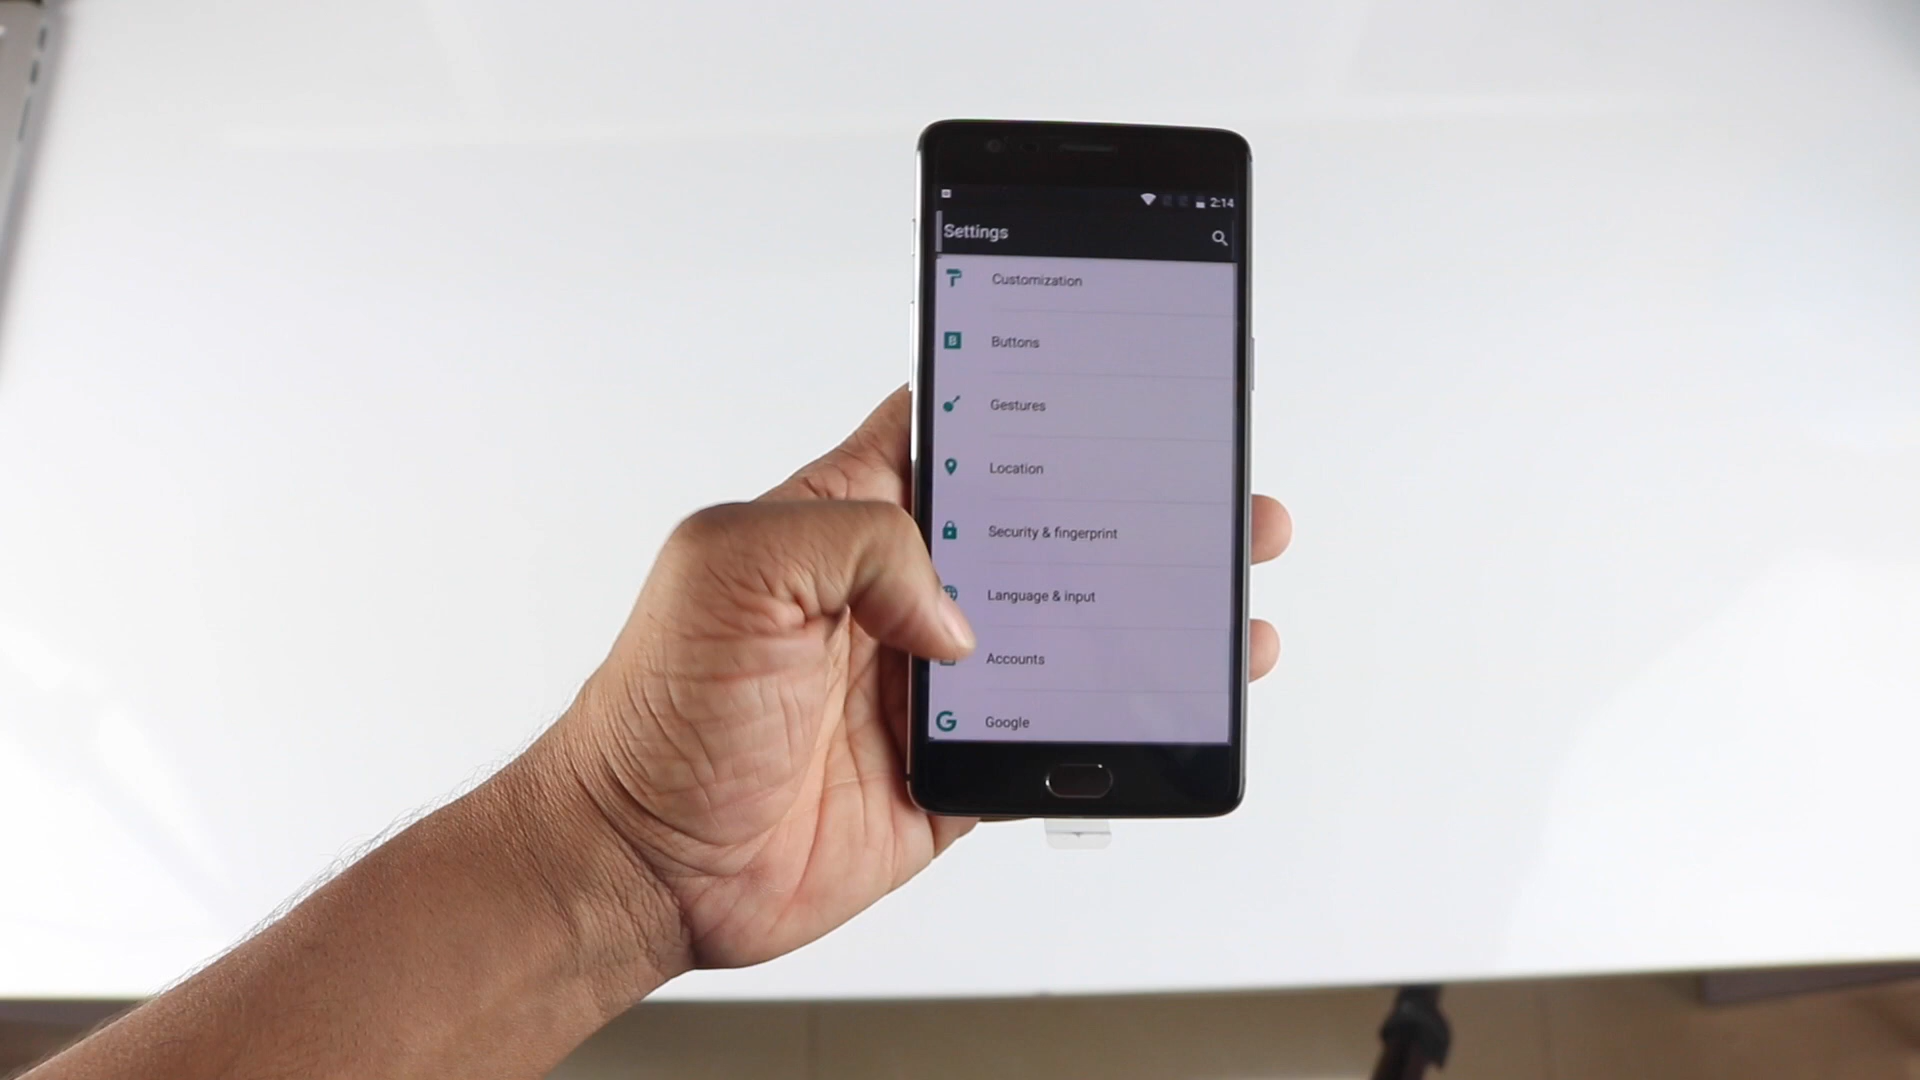 2:14
Settings
Customization
B Buttons
Gestures
Location
Security & fingerprint
Language & input
Accounts
G Google